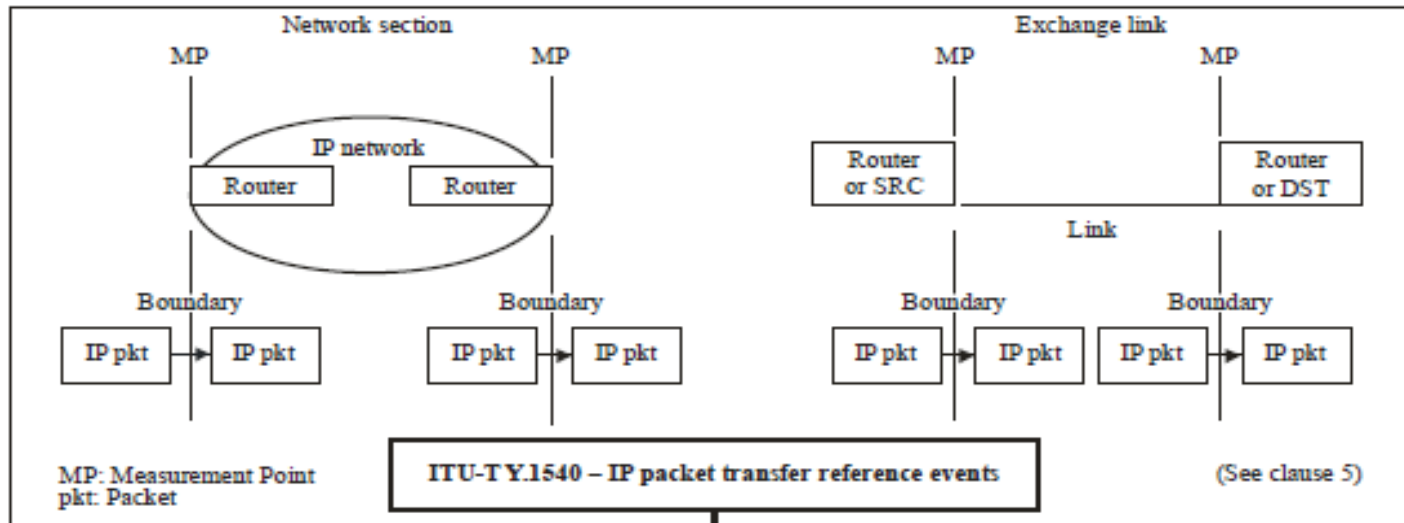 Network section
Exchange link
MP
MP
MP
MP
IP network
Router
Router
Router
or SRC
Router
or DST
Link
Boundary
Boundary
Boundary
Boundary
IP pkt
IP pkt
IP pkt
IP pkt
IP pkt
IP pkt
IP pkt
IP pkt
MP: Measurement Point
pkt: Packet
ITU-T Y.1540 – IP packet transfer reference events
(See clause 5)